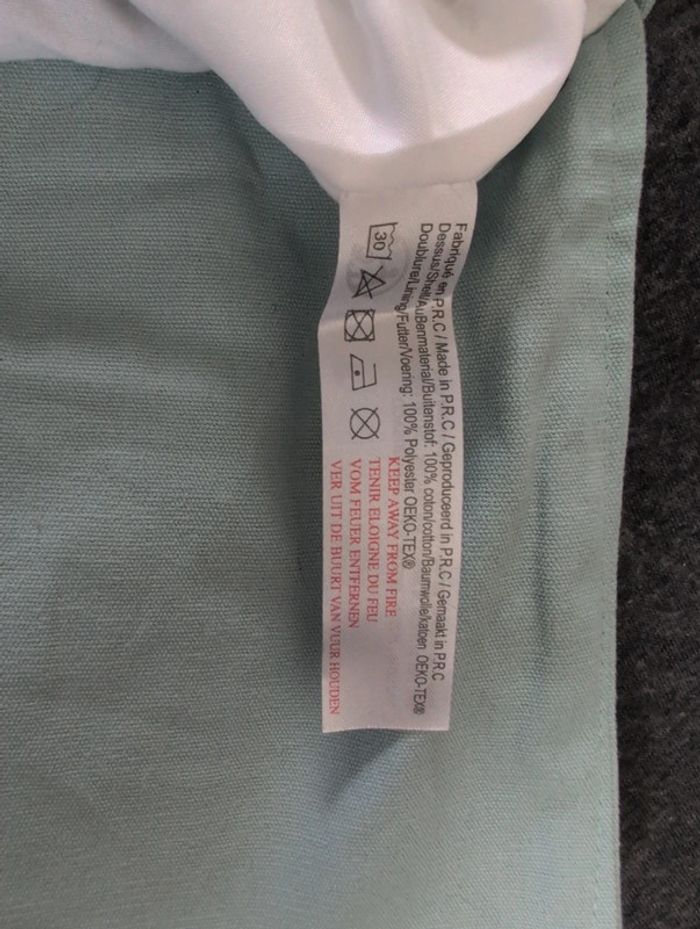 Fabriqué en P.R.C / Made in P.R.C / Geproduceerd in P.R.C / Gemaakt in P.R.C
Dessus/Shell/Außenmaterial/Buitenstof: 100% coton/cotton/Baumwolle/katoen OEKO-TEX®
Doublure/Lining/Futter/Voering: 100% Polyester OEKO-TEX®
30
KEEP AWAY FROM FIRE
TENIR ELOIGNE DU FEU
VOM FEUER ENTFERNEN
VER UIT DE BUURT VAN VUUR HOUDEN